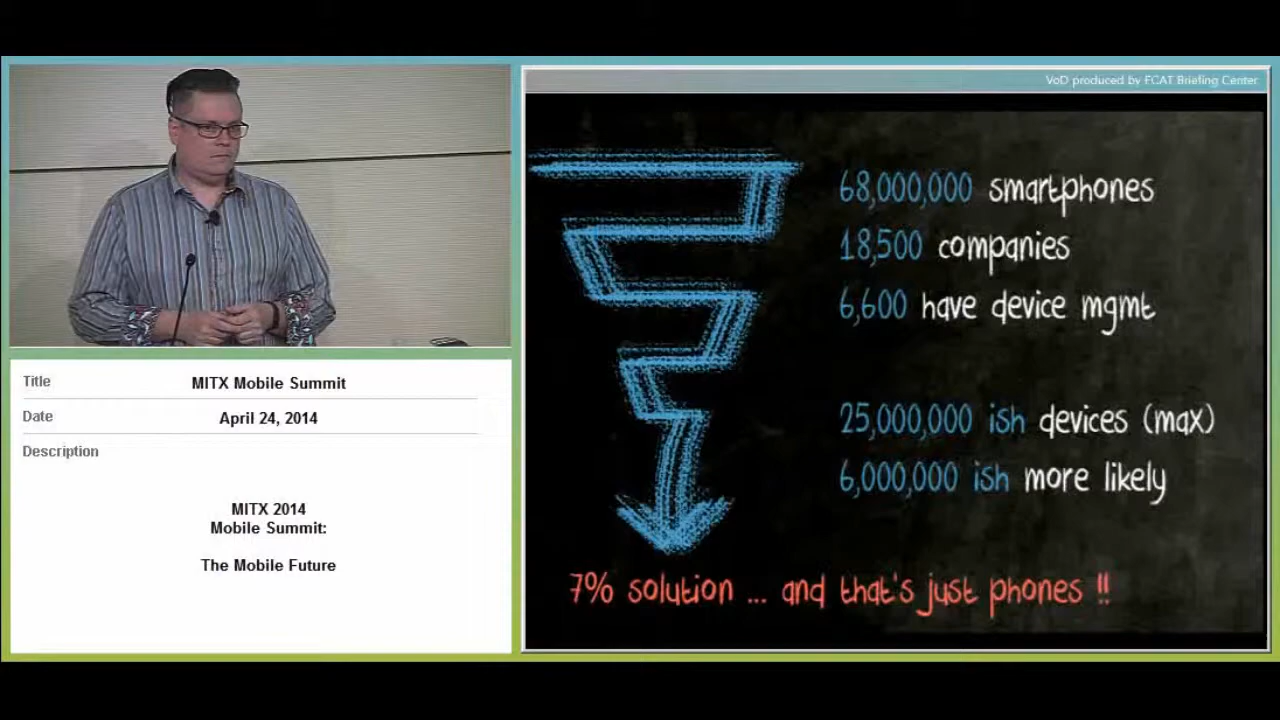 VoD produced by FCAT Briefing Center
68,000,000 smartphones
18,500 companies
6,600 have device mgmt
25,000,000 ish devices (max)
6,000,000 ish more likely
7% solution ... and that's just phones !!
Title MITX Mobile Summit
Date April 24, 2014
Description
MITX 2014
Mobile Summit:
The Mobile Future